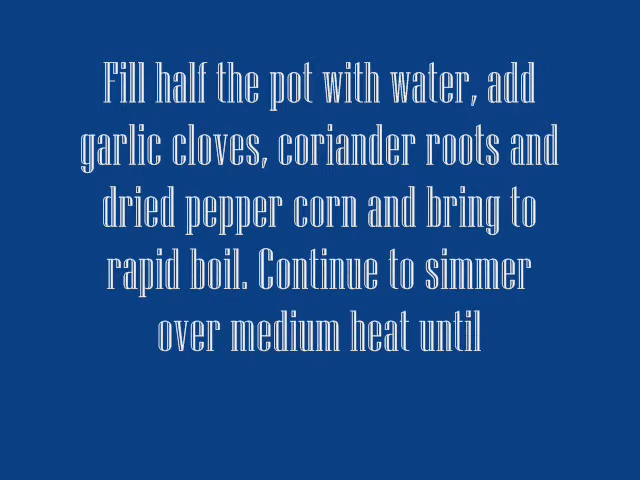 Fill half the pot with water, add
garlic cloves, coriander roots and
dried pepper corn and bring to
rapid boil. Continue to simmer
over medium heat until